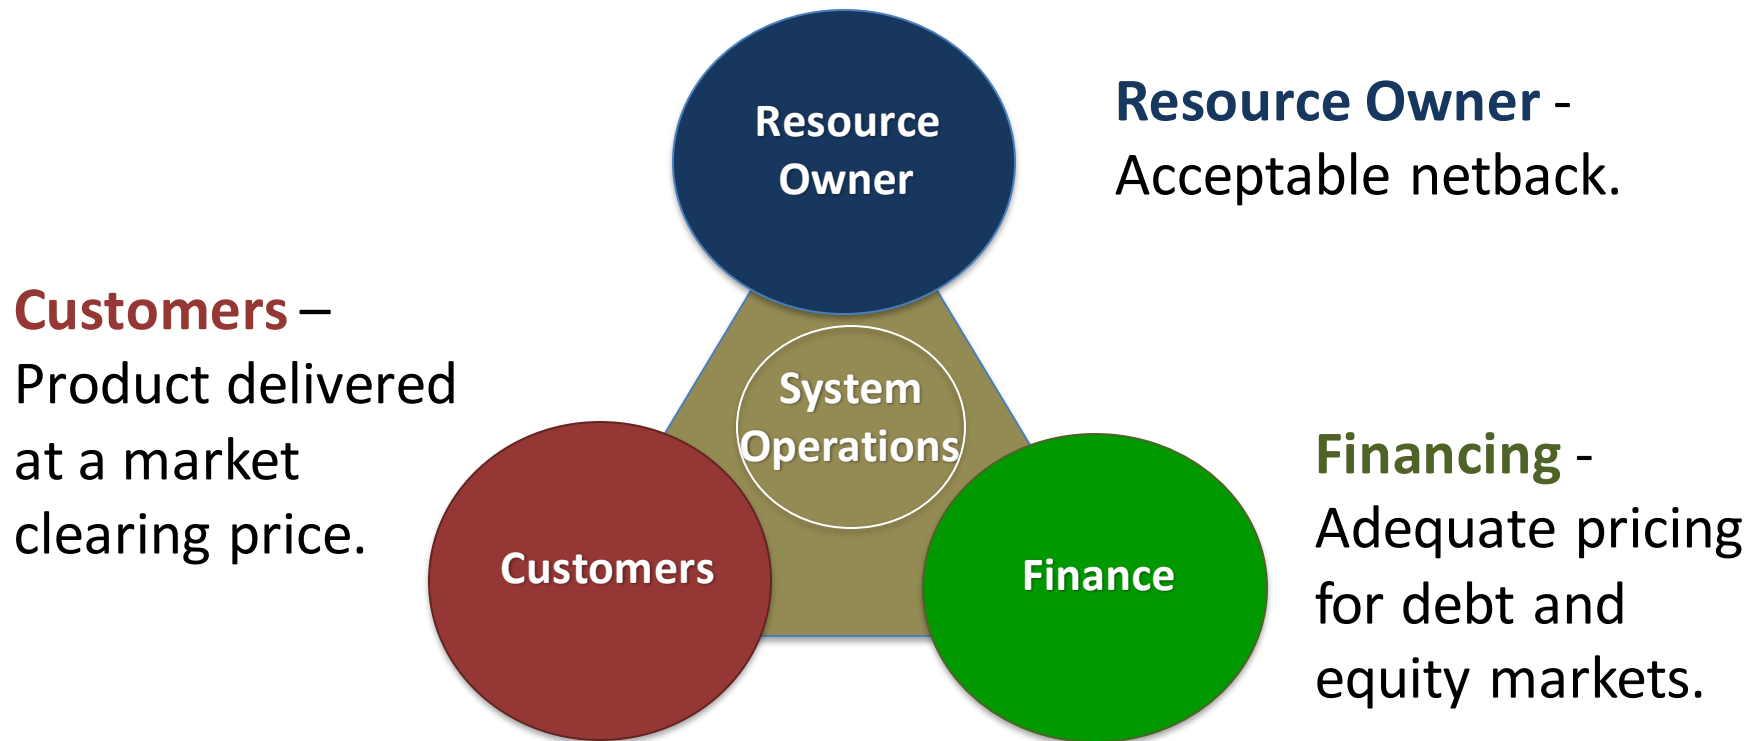 Resource
Owner
Resource Owner -
Acceptable netback.
Customers –
Product delivered
at a market
clearing price.
System
Operations
Customers
Finance
Financing -
Adequate pricing
for debt and
equity markets.